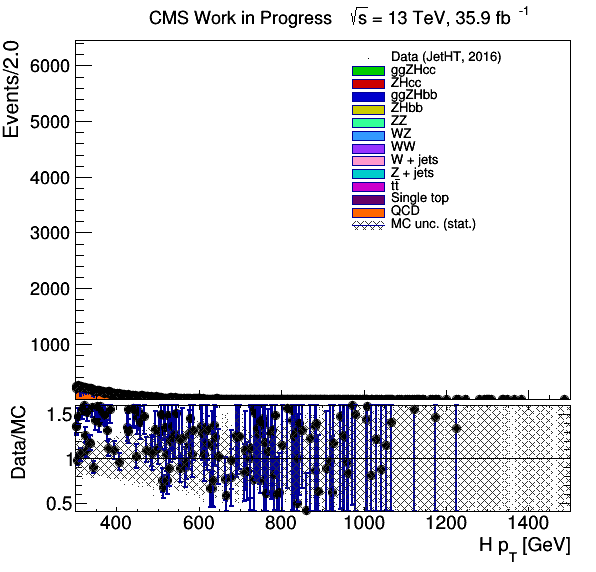 CMS Work in Progress √s = 13 TeV, 35.9 fb⁻¹
Events/2.0
6000
5000
4000
3000
2000
1000
Data (JetHT, 2016)
ggZHcc
ZHcc
ggZHbb
ZHbb
ZZ
WZ
WW
W + jets
Z + jets
tt̄
Single top
QCD
MC unc. (stat.)
Data/MC
1.5
1
0.5
400 600 800 1000 1200 1400
H p_T [GeV]